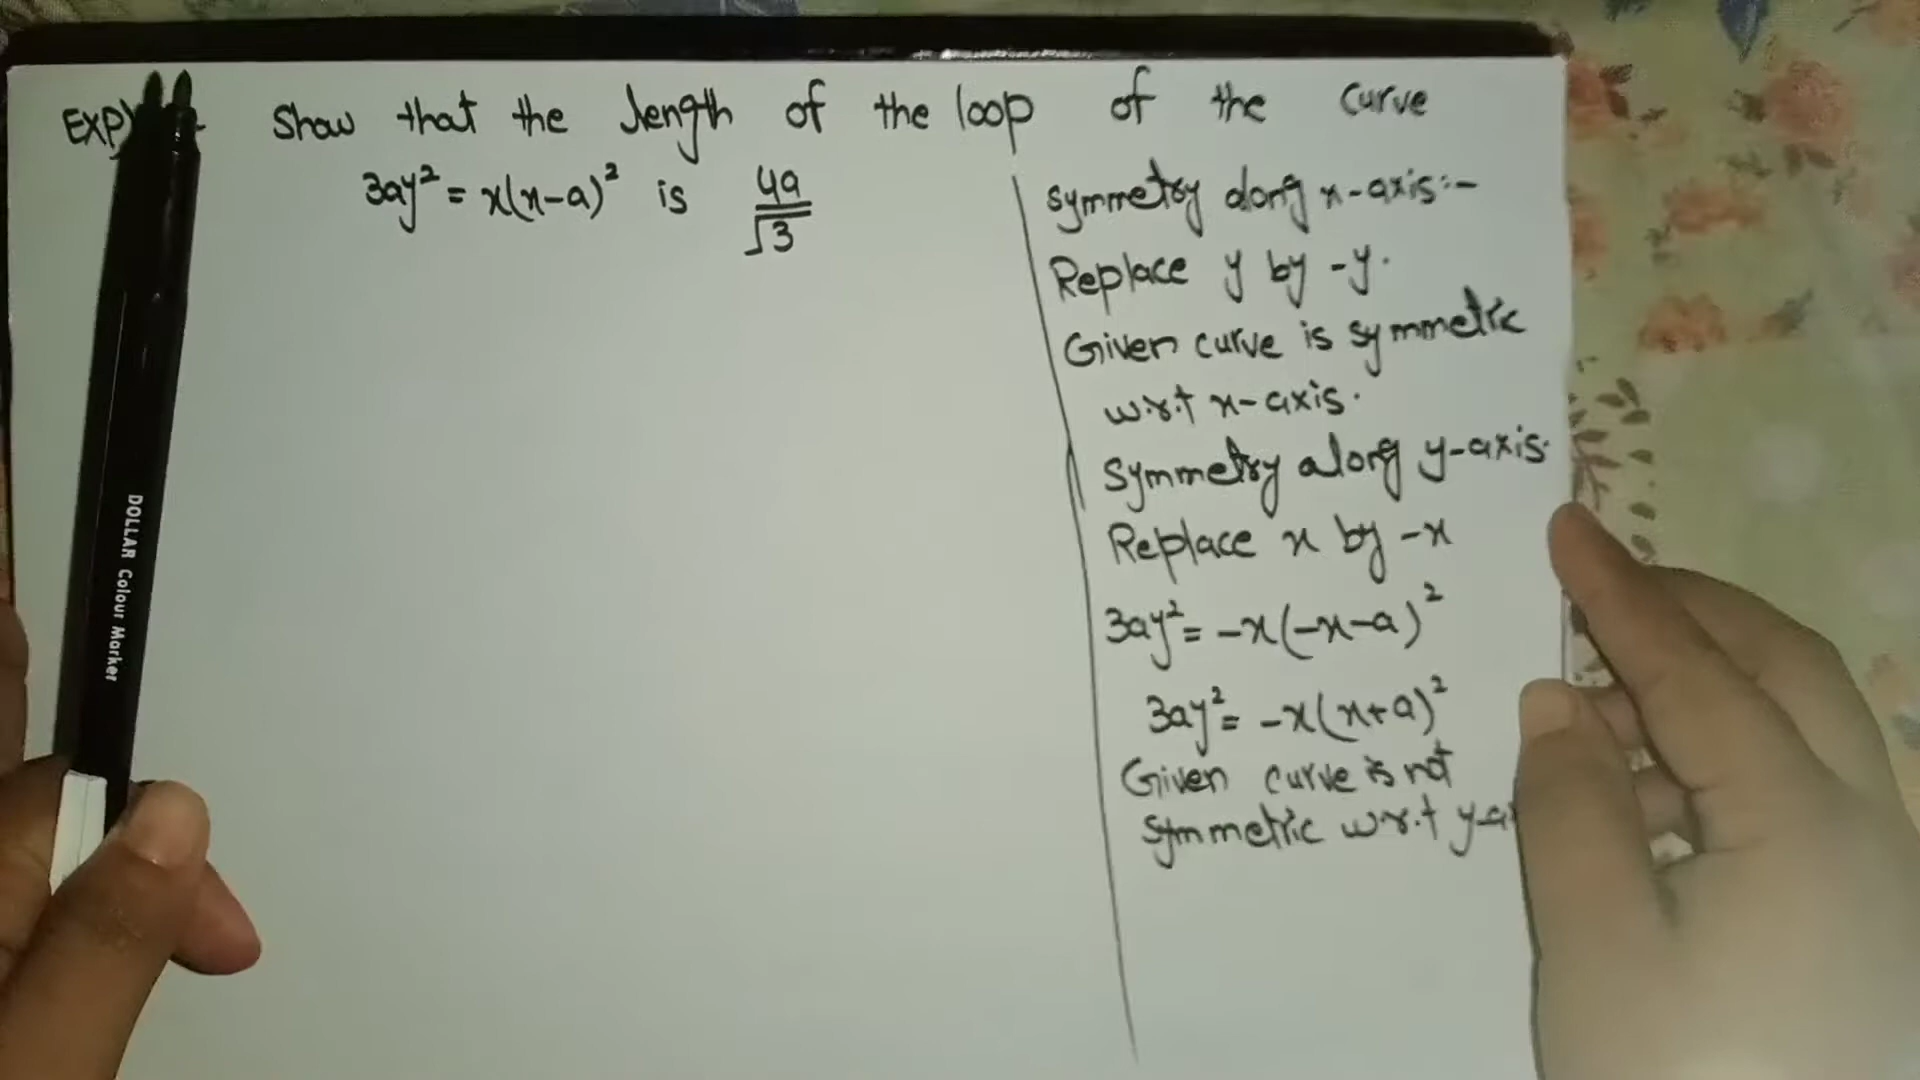 EXP) Show that the length of the loop of the curve
3ay² = x(x-a)² is 4a/√3
symmetry along x-axis:-
Replace y by -y.
Given curve is symmetric
w.r.t x-axis.
Symmetry along y-axis.
Replace x by -x
3ay² = -x(-x-a)²
3ay² = -x(x+a)²
Given curve is not
symmetric w.r.t
DOLLAR Colour Marker